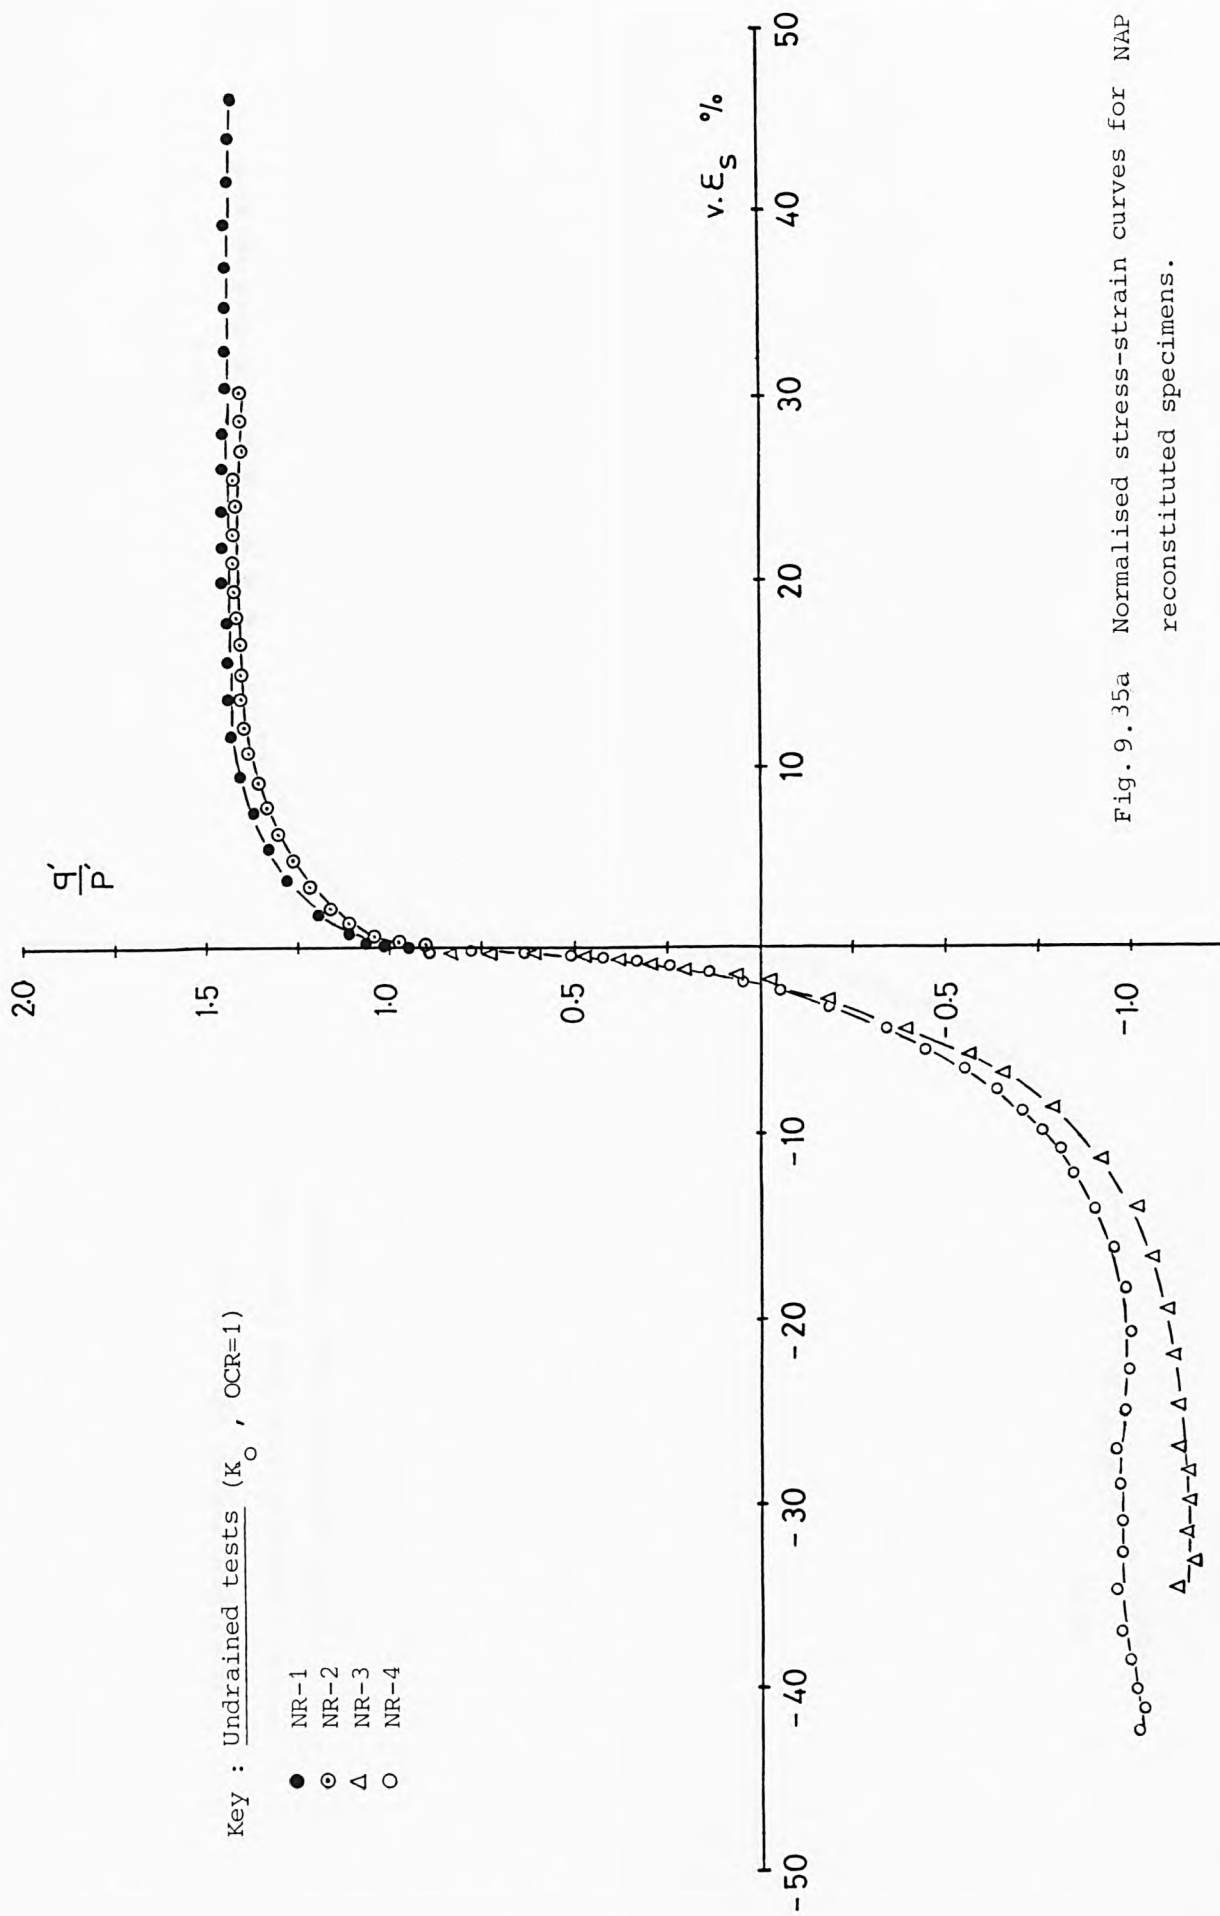 q'
p'
2.0
1.5
1.0
0.5
-0.5
-1.0
v.εs %
-50
-40
-30
-20
-10
10
20
30
40
50
Key : Undrained tests (Ko , OCR=1)
● NR-1
⊙ NR-2
△ NR-3
○ NR-4
Fig. 9.35a Normalised stress-strain curves for NAP
reconstituted specimens.